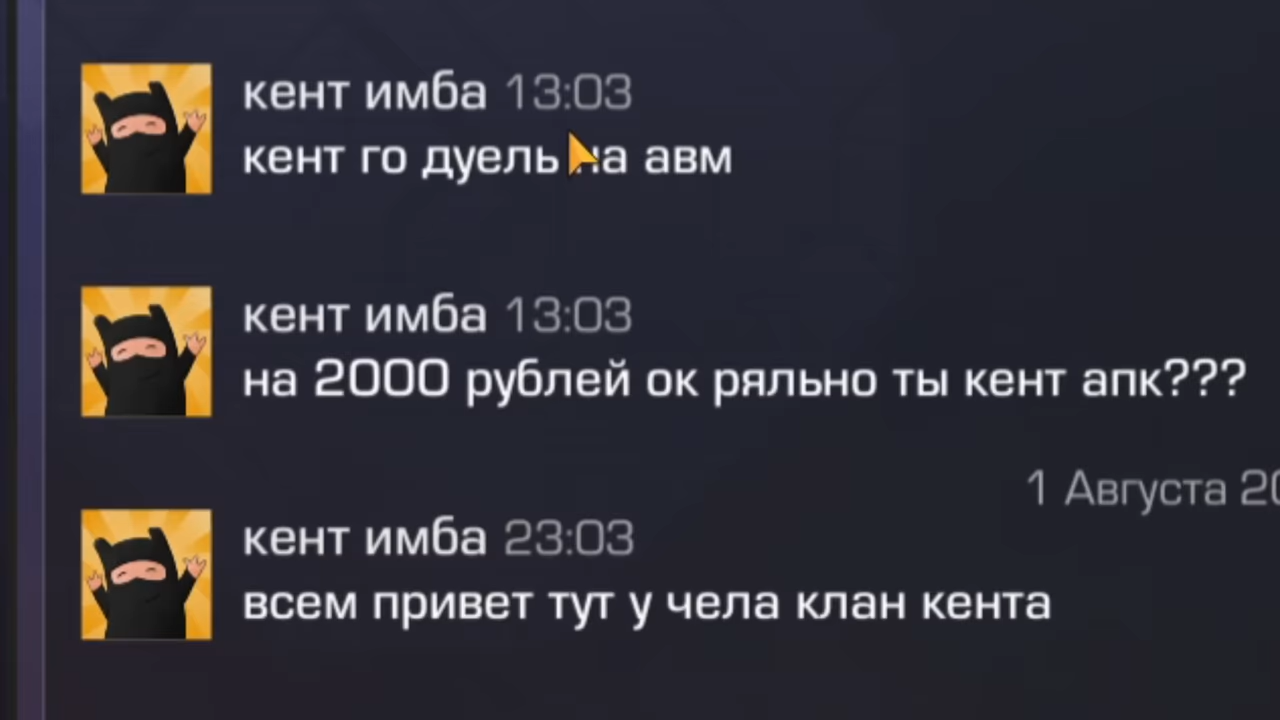 кент имба 13:03
кент го дуель на авм
кент имба 13:03
на 2000 рублей ок ряльно ты кент апк???
1 Августа
кент имба 23:03
всем привет тут у чела клан кента